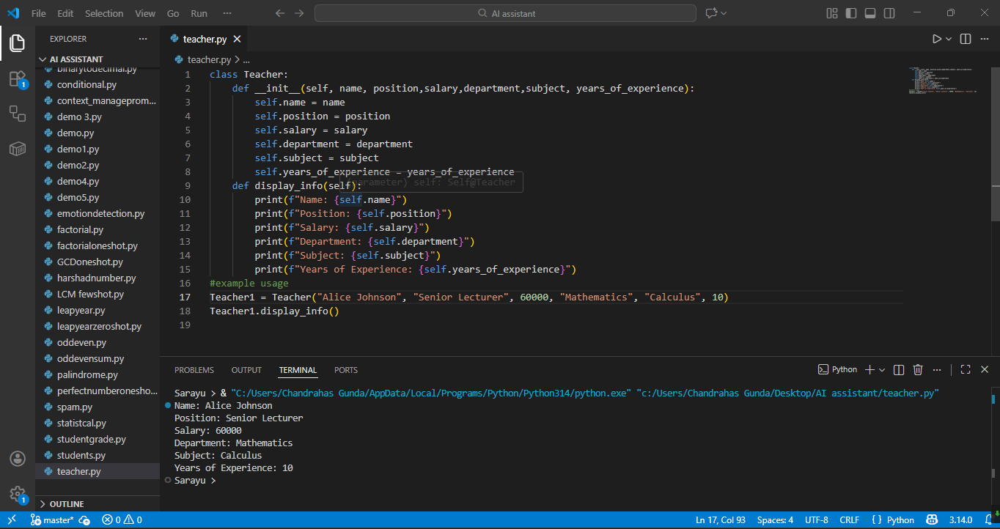 File Edit Selection View Go Run ··· AI assistant
EXPLORER ···
AI ASSISTANT
binarytodecimal.py
conditional.py
context_manageprom...
demo 3.py
demo.py
demo1.py
demo2.py
demo4.py
demo5.py
emotiondetection.py
factorial.py
factorialoneshot.py
GCDoneshot.py
harshadnumber.py
LCM fewshot.py
leapyear.py
leapyearzeroshot.py
oddeven.py
oddevensum.py
palindrome.py
perfectnumberonesho...
spam.py
statistcal.py
studentgrade.py
students.py
teacher.py
OUTLINE
1
1
teacher.py
teacher.py > ...
1 class Teacher:
2 def __init__(self, name, position,salary,department,subject, years_of_experience):
3 self.name = name
4 self.position = position
5 self.salary = salary
6 self.department = department
7 self.subject = subject
8 self.years_of_experience = years_of_experience
(parameter) self: Self@Teacher
9 def display_info(self):
10 print(f"Name: {self.name}")
11 print(f"Position: {self.position}")
12 print(f"Salary: {self.salary}")
13 print(f"Department: {self.department}")
14 print(f"Subject: {self.subject}")
15 print(f"Years of Experience: {self.years_of_experience}")
16 #example usage
17 Teacher1 = Teacher("Alice Johnson", "Senior Lecturer", 60000, "Mathematics", "Calculus", 10)
18 Teacher1.display_info()
19
PROBLEMS OUTPUT TERMINAL PORTS Python
Sarayu > & "C:/Users/Chandrahas Gunda/AppData/Local/Programs/Python/Python314/python.exe" "c:/Users/Chandrahas Gunda/Desktop/AI assistant/teacher.py"
Name: Alice Johnson
Position: Senior Lecturer
Salary: 60000
Department: Mathematics
Subject: Calculus
Years of Experience: 10
Sarayu >
master* 0 0 Ln 17, Col 93 Spaces: 4 UTF-8 CRLF { } Python 3.14.0